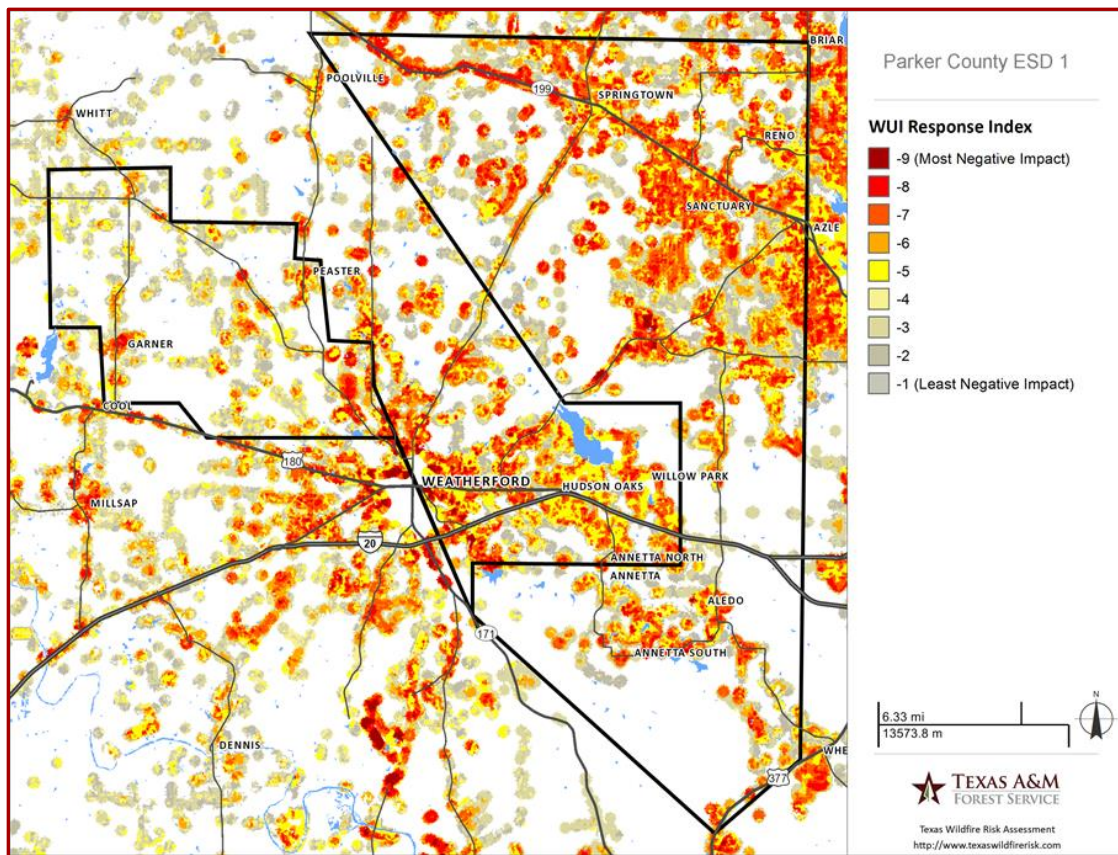 Parker County ESD 1
WUI Response Index
-9 (Most Negative Impact)
-8
-7
-6
-5
-4
-3
-2
-1 (Least Negative Impact)
BRIAR
POOLVILLE
199
SPRINGTOWN
WHITT
RENO
SANCTUARY
AZLE
PEASTER
GARNER
COOL
180
WEATHERFORD
HUDSON OAKS
WILLOW PARK
MILLSAP
20
ANNETTA NORTH
ANNETTA
ALEDO
171
ANNETTA SOUTH
DENNIS
WHE
377
N
6.33 mi
13573.8 m
TEXAS A&M
FOREST SERVICE
Texas Wildfire Risk Assessment
http://www.texaswildfirerisk.com